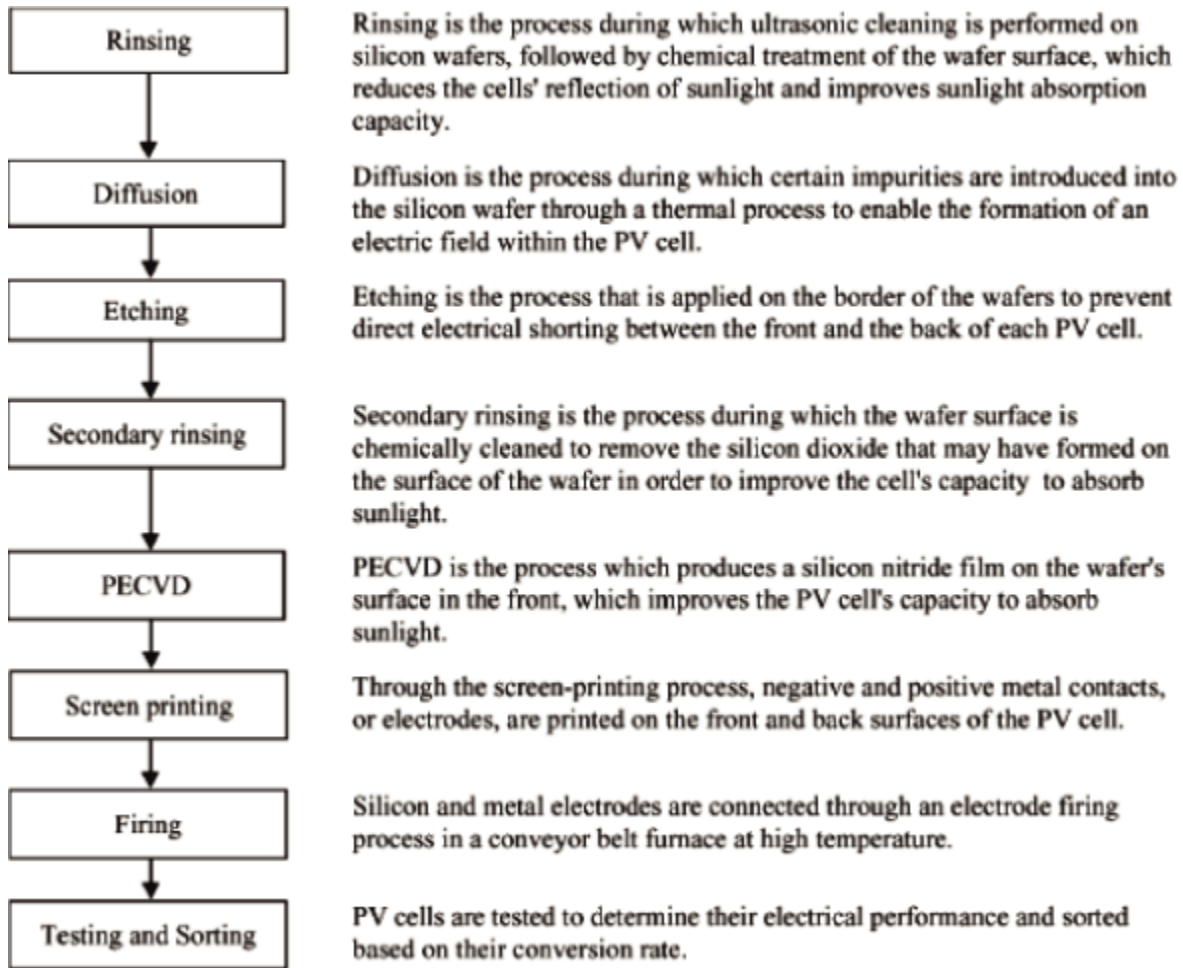 Rinsing
Rinsing is the process during which ultrasonic cleaning is performed on
silicon wafers, followed by chemical treatment of the wafer surface, which
reduces the cells' reflection of sunlight and improves sunlight absorption
capacity.
Diffusion
Diffusion is the process during which certain impurities are introduced into
the silicon wafer through a thermal process to enable the formation of an
electric field within the PV cell.
Etching
Etching is the process that is applied on the border of the wafers to prevent
direct electrical shorting between the front and the back of each PV cell.
Secondary rinsing
Secondary rinsing is the process during which the wafer surface is
chemically cleaned to remove the silicon dioxide that may have formed on
the surface of the wafer in order to improve the cell's capacity to absorb
sunlight.
PECVD
PECVD is the process which produces a silicon nitride film on the wafer's
surface in the front, which improves the PV cell's capacity to absorb
sunlight.
Screen printing
Through the screen-printing process, negative and positive metal contacts,
or electrodes, are printed on the front and back surfaces of the PV cell.
Firing
Silicon and metal electrodes are connected through an electrode firing
process in a conveyor belt furnace at high temperature.
Testing and Sorting
PV cells are tested to determine their electrical performance and sorted
based on their conversion rate.